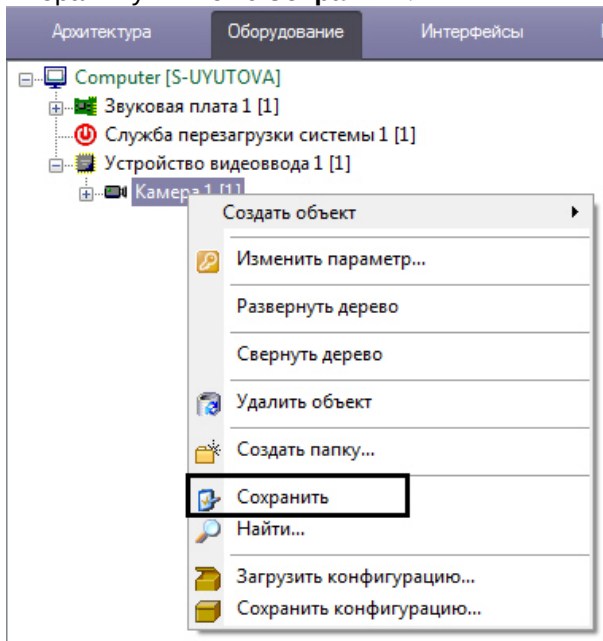 Архитектура Оборудование Интерфейсы
Computer [S-UYUTOVA]
Звуковая плата 1 [1]
Служба перезагрузки системы 1 [1]
Устройство видеоввода 1 [1]
Камера 1 [1]
Создать объект
Изменить параметр...
Развернуть дерево
Свернуть дерево
Удалить объект
Создать папку...
Сохранить
Найти...
Загрузить конфигурацию...
Сохранить конфигурацию...